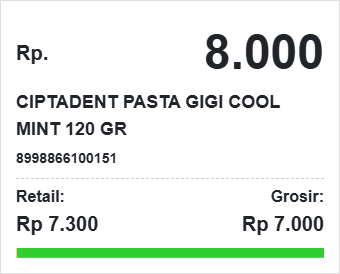 Rp. 8.000
CIPTADENT PASTA GIGI COOL
MINT 120 GR
8998866100151
Retail: Grosir:
Rp 7.300 Rp 7.000